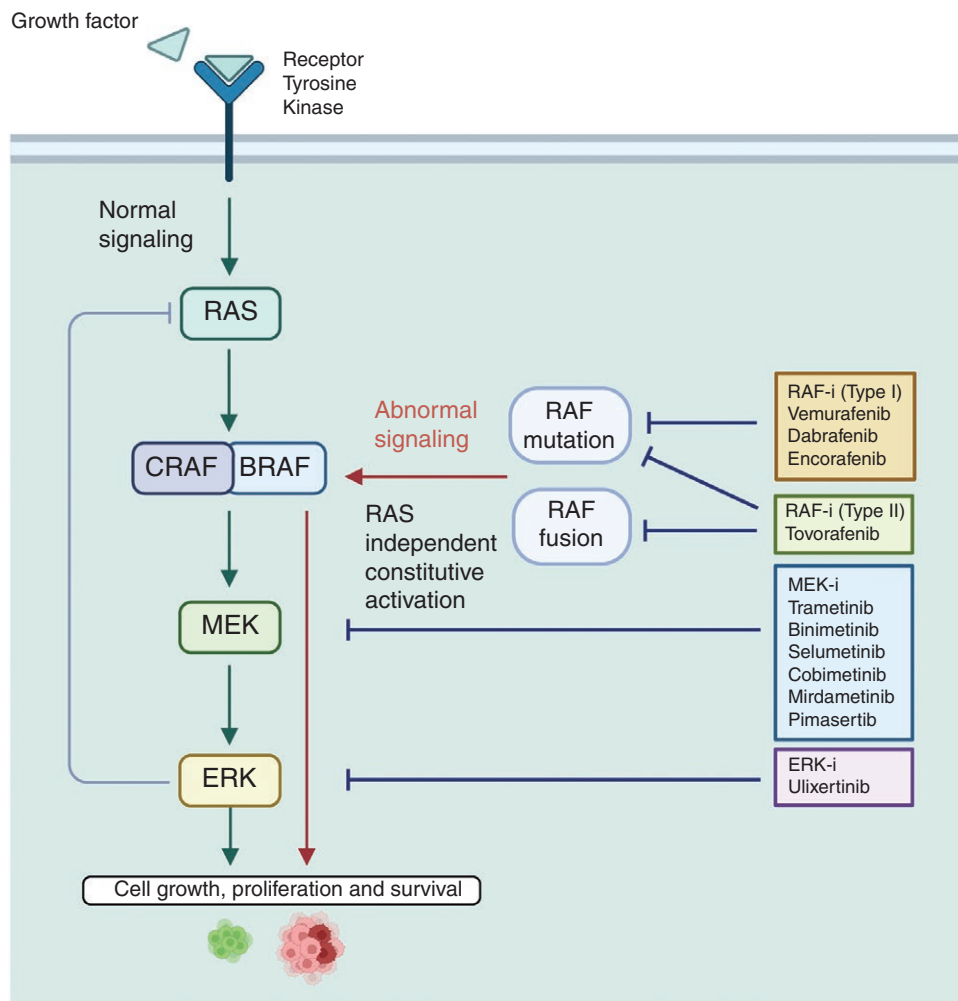 Growth factor
Receptor
Tyrosine
Kinase
Normal
signaling
RAS
Abnormal
signaling
RAF
mutation
RAF-i (Type I)
Vemurafenib
Dabrafenib
Encorafenib
CRAF
BRAF
RAS
independent
constitutive
activation
RAF
fusion
RAF-i (Type II)
Tovorafenib
MEK
MEK-i
Trametinib
Binimetinib
Selumetinib
Cobimetinib
Mirdametinib
Pimasertib
ERK
ERK-i
Ulixertinib
Cell growth, proliferation and survival